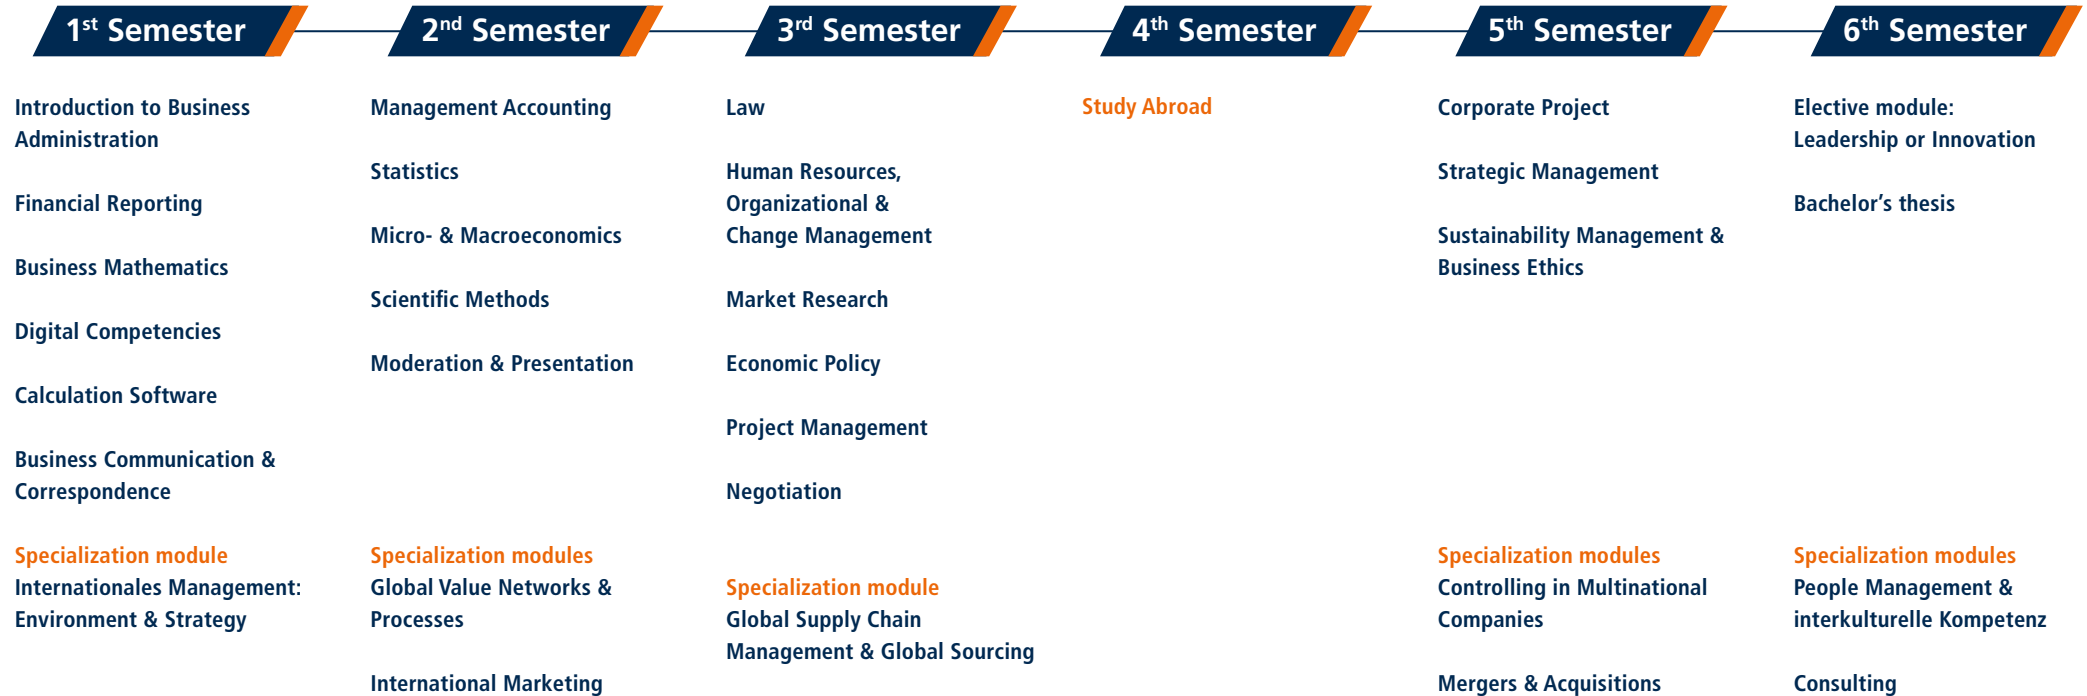 1st Semester
2nd Semester
3rd Semester
4th Semester
5th Semester
6th Semester
Introduction to Business
Administration
Financial Reporting
Business Mathematics
Digital Competencies
Calculation Software
Business Communication &
Correspondence
Specialization module
Internationales Management:
Environment & Strategy
Management Accounting
Statistics
Micro- & Macroeconomics
Scientific Methods
Moderation & Presentation
Specialization modules
Global Value Networks &
Processes
International Marketing
Law
Human Resources,
Organizational &
Change Management
Market Research
Economic Policy
Project Management
Negotiation
Specialization module
Global Supply Chain
Management & Global Sourcing
Study Abroad
Corporate Project
Strategic Management
Sustainability Management &
Business Ethics
Specialization modules
Controlling in Multinational
Companies
Mergers & Acquisitions
Elective module:
Leadership or Innovation
Bachelor’s thesis
Specialization modules
People Management &
interkulturelle Kompetenz
Consulting